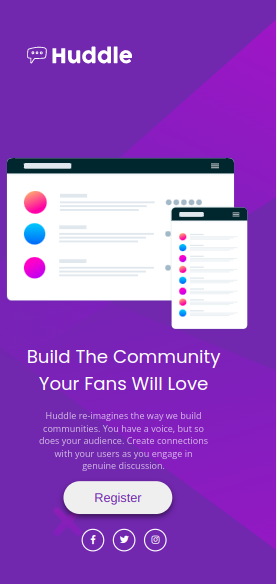 Huddle
Build The Community
Your Fans Will Love
Huddle re-imagines the way we build
communities. You have a voice, but so
does your audience. Create connections
with your users as you engage in
genuine discussion.
Register